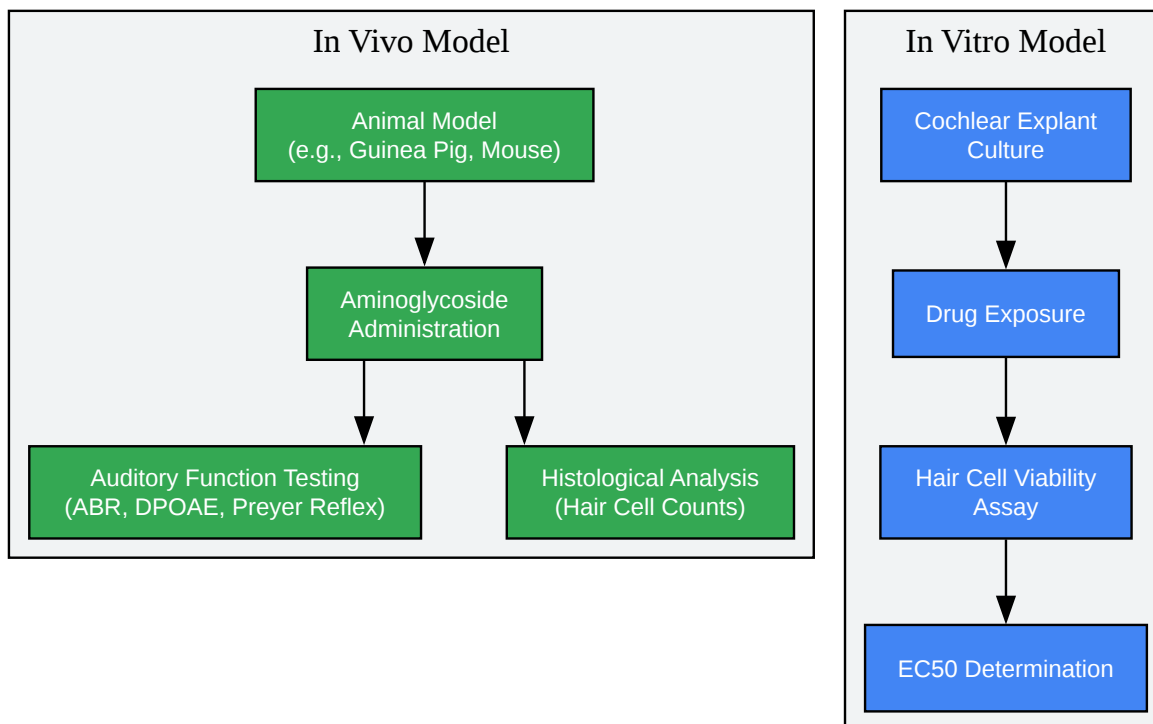 In Vivo Model
Animal Model
(e.g., Guinea Pig, Mouse)
Aminoglycoside
Administration
Auditory Function Testing
(ABR, DPOAE, Preyer Reflex)
Histological Analysis
(Hair Cell Counts)
In Vitro Model
Cochlear Explant
Culture
Drug Exposure
Hair Cell Viability
Assay
EC50 Determination